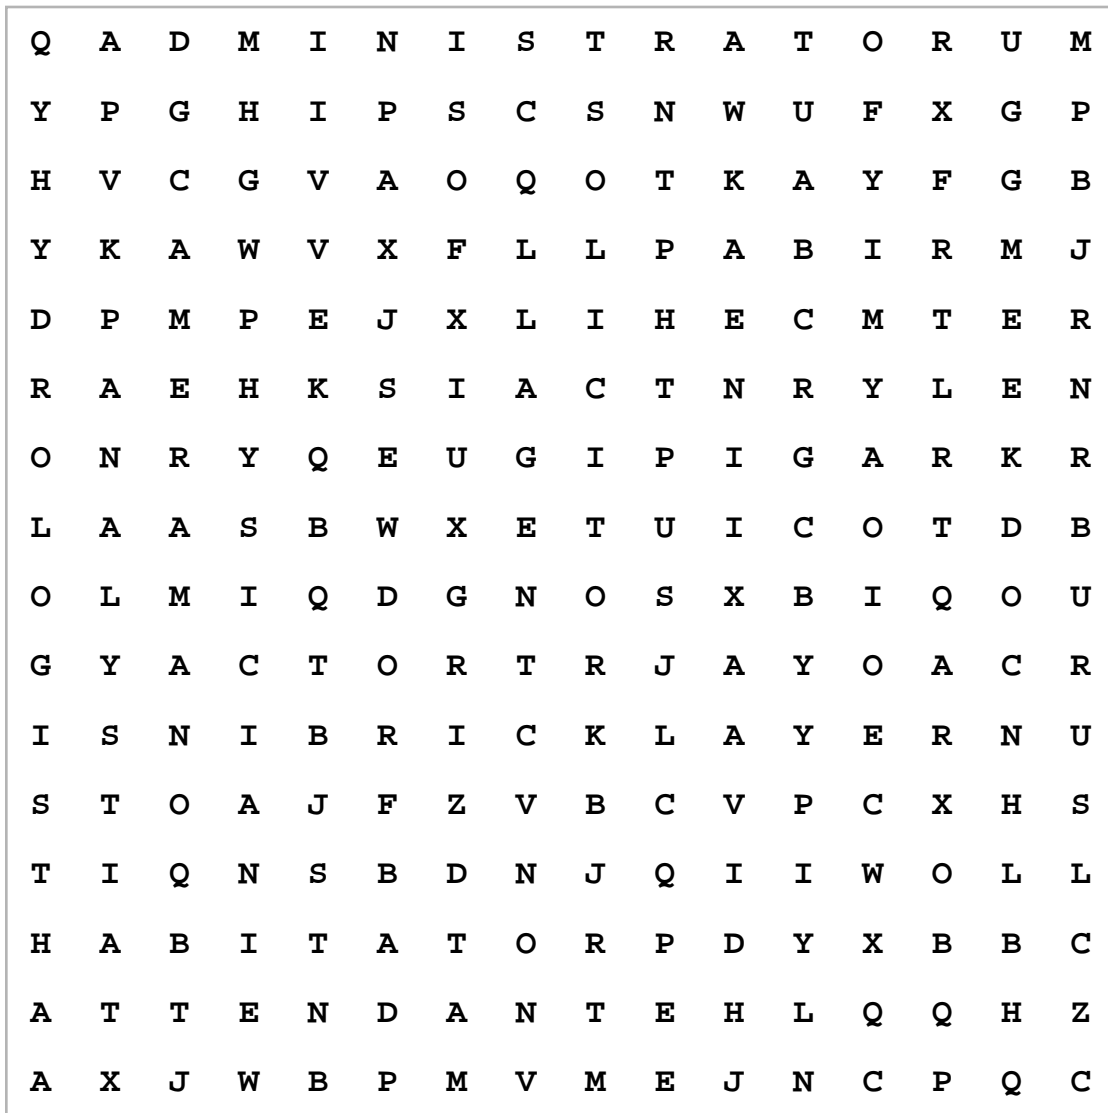 Q A D M I N I S T R A T O R U M
Y P G H I P S C S N W U F X G P
H V C G V A O Q O T K A Y F G B
Y K A W V X F L L P A B I R M J
D P M P E J X L I H E C M T E R
R A E H K S I A C T N R Y L E N
O N R Y Q E U G I P I G A R K R
L A A S B W X E T U I C O T D B
O L M I Q D G N O S X B I Q O U
G Y A C T O R T R J A Y O A C R
I S N I B R I C K L A Y E R N U
S T O A J F Z V B C V P C X H S
T I Q N S B D N J Q I I W O L L
H A B I T A T O R P D Y X B B C
A T T E N D A N T E H L Q Q H Z
A X J W B P M V M E J N C P Q C